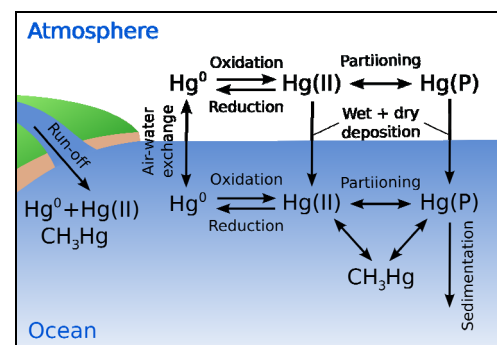 Atmosphere
Oxidation
Partiioning
Hg⁰
Hg(II)
Hg(P)
Reduction
Air-water
exchange
Wet + dry
deposition
Run-off
Oxidation
Partiioning
Hg⁰
Hg(II)
Hg(P)
Reduction
Hg⁰+Hg(II)
CH₃Hg
CH₃Hg
Sedimentation
Ocean